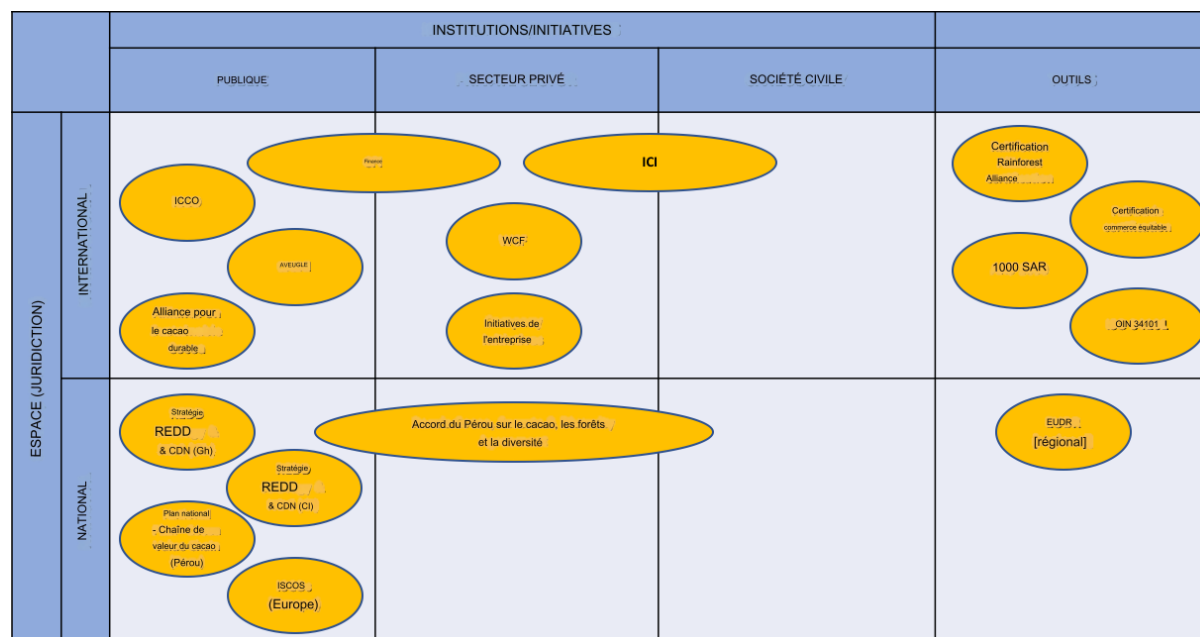 INSTITUTIONS/INITIATIVES
PUBLIQUE
SECTEUR PRIVÉ
SOCIÉTÉ CIVILE
OUTILS
ESPACE (JURIDICTION)
INTERNATIONAL
Finance
ICI
ICCO
WCF
AVEUGLE
Alliance pour
le cacao
durable
Initiatives de
l'entreprise
Certification
Rainforest
Alliance
Certification
commerce équitable
1000 SAR
OIN 34101
NATIONAL
Stratégie
REDD
& CDN (Gh)
Stratégie
REDD
& CDN (CI)
Plan national
- Chaîne de
valeur du cacao
(Pérou)
ISCOS
(Europe)
Accord du Pérou sur le cacao, les forêts
et la diversité
EUDR
[régional]